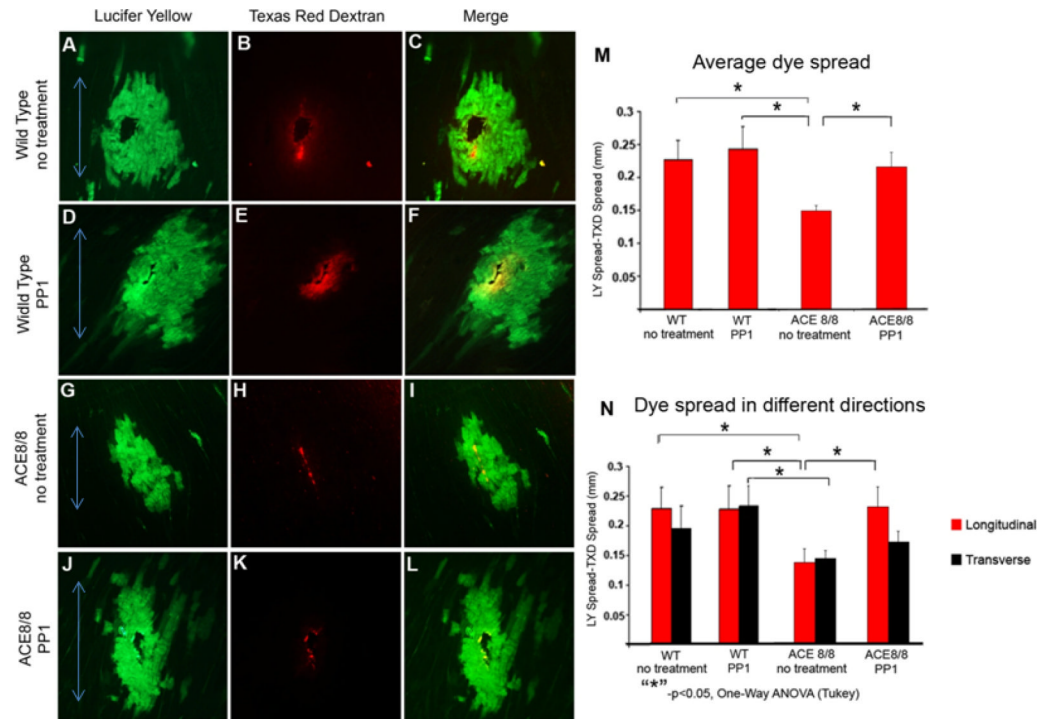 Lucifer Yellow Texas Red Dextran Merge
Wild Type
no treatment
A B C
Widld Type
PP1
D E F
ACE8/8
no treatment
G H I
ACE8/8
PP1
J K L
M
Average dye spread
LY Spread-TXD Spread (mm)
0.3
0.25
0.2
0.15
0.2
0.05
* * *
WT
no treatment
WT
PP1
ACE 8/8
no treatment
ACE8/8
PP1
N Dye spread in different directions
LY Spread-TXD Spread (mm)
0.3
0.25
0.2
0.15
0.2
0.05
* * * *
WT
no treatment
WT
PP1
ACE 8/8
no treatment
ACE8/8
PP1
Longitudinal
Transverse
“*”-p<0.05, One-Way ANOVA (Tukey)